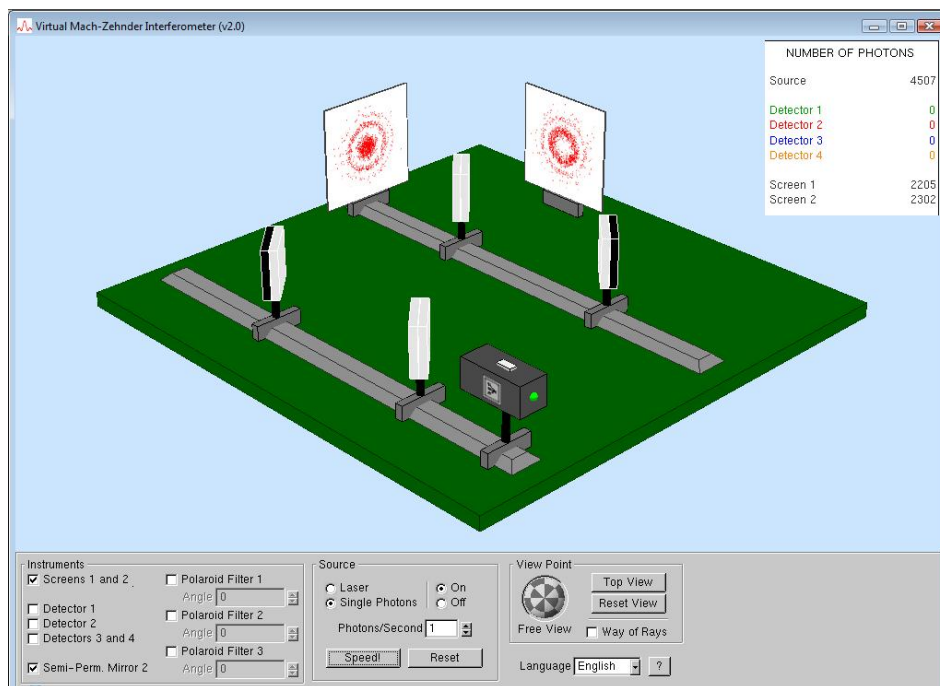 Virtual Mach-Zehnder Interferometer (v2.0)
NUMBER OF PHOTONS
Source 4507
Detector 1 0
Detector 2 0
Detector 3 0
Detector 4 0
Screen 1 2205
Screen 2 2302
Instruments
Screens 1 and 2
Detector 1
Detector 2
Detectors 3 and 4
Semi-Perm. Mirror 2
Polaroid Filter 1
Angle 0
Polaroid Filter 2
Angle 0
Polaroid Filter 3
Angle 0
Source
Laser
Single Photons
On
Off
Photons/Second 1
Speed!
Reset
View Point
Free View
Top View
Reset View
Way of Rays
Language English ?